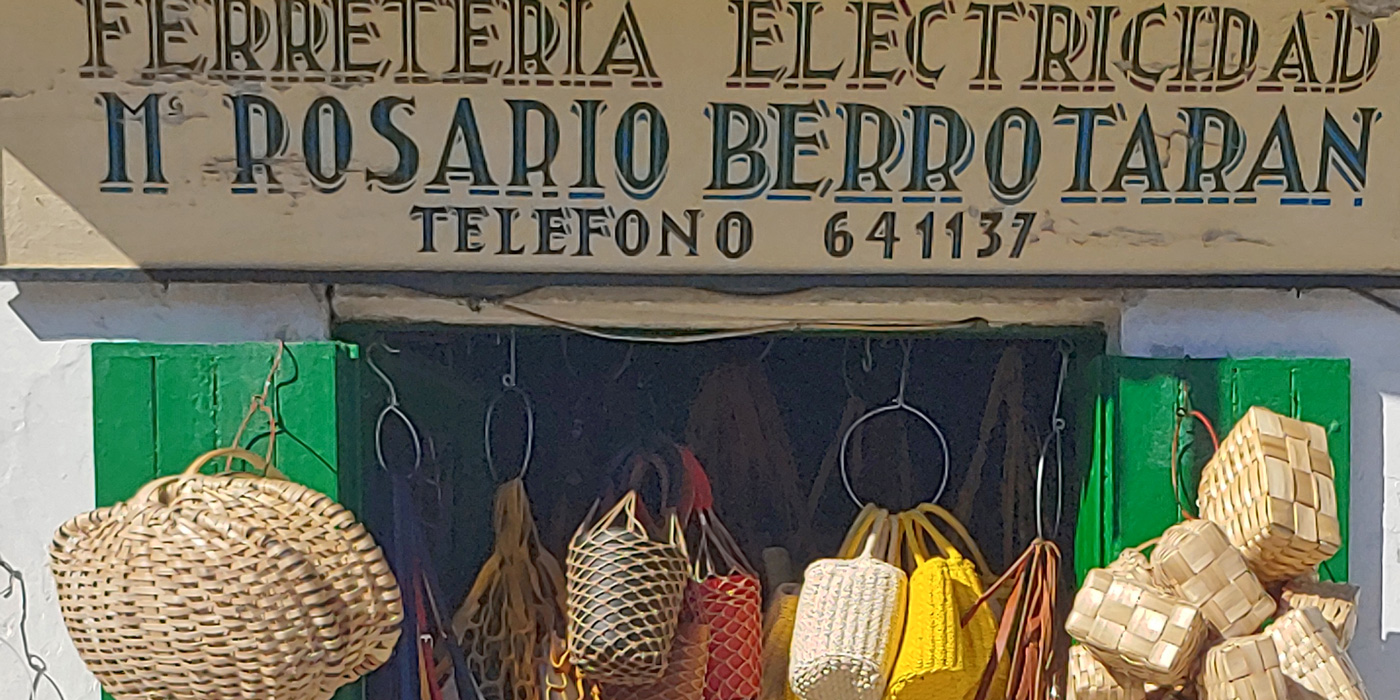 FERRETERIA ELECTRICIDAD
Mª ROSARIO BERROTARAN
TELEFONO 641137